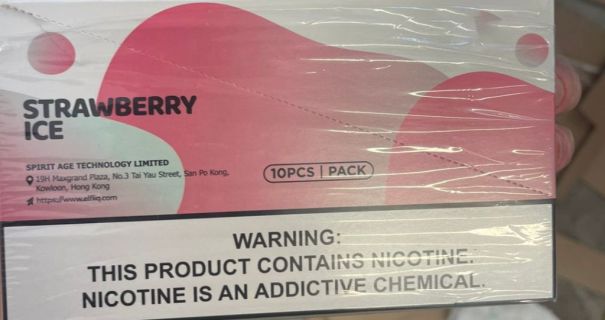 STRAWBERRY
ICE
SPIRIT AGE TECHNOLOGY LIMITED
19H Maxgrand Plaza, No.3 Tai Yau Street, San Po Kong,
Kowloon, Hong Kong
https://www.elfliq.com
10PCS | PACK
WARNING:
THIS PRODUCT CONTAINS NICOTINE.
NICOTINE IS AN ADDICTIVE CHEMICAL.